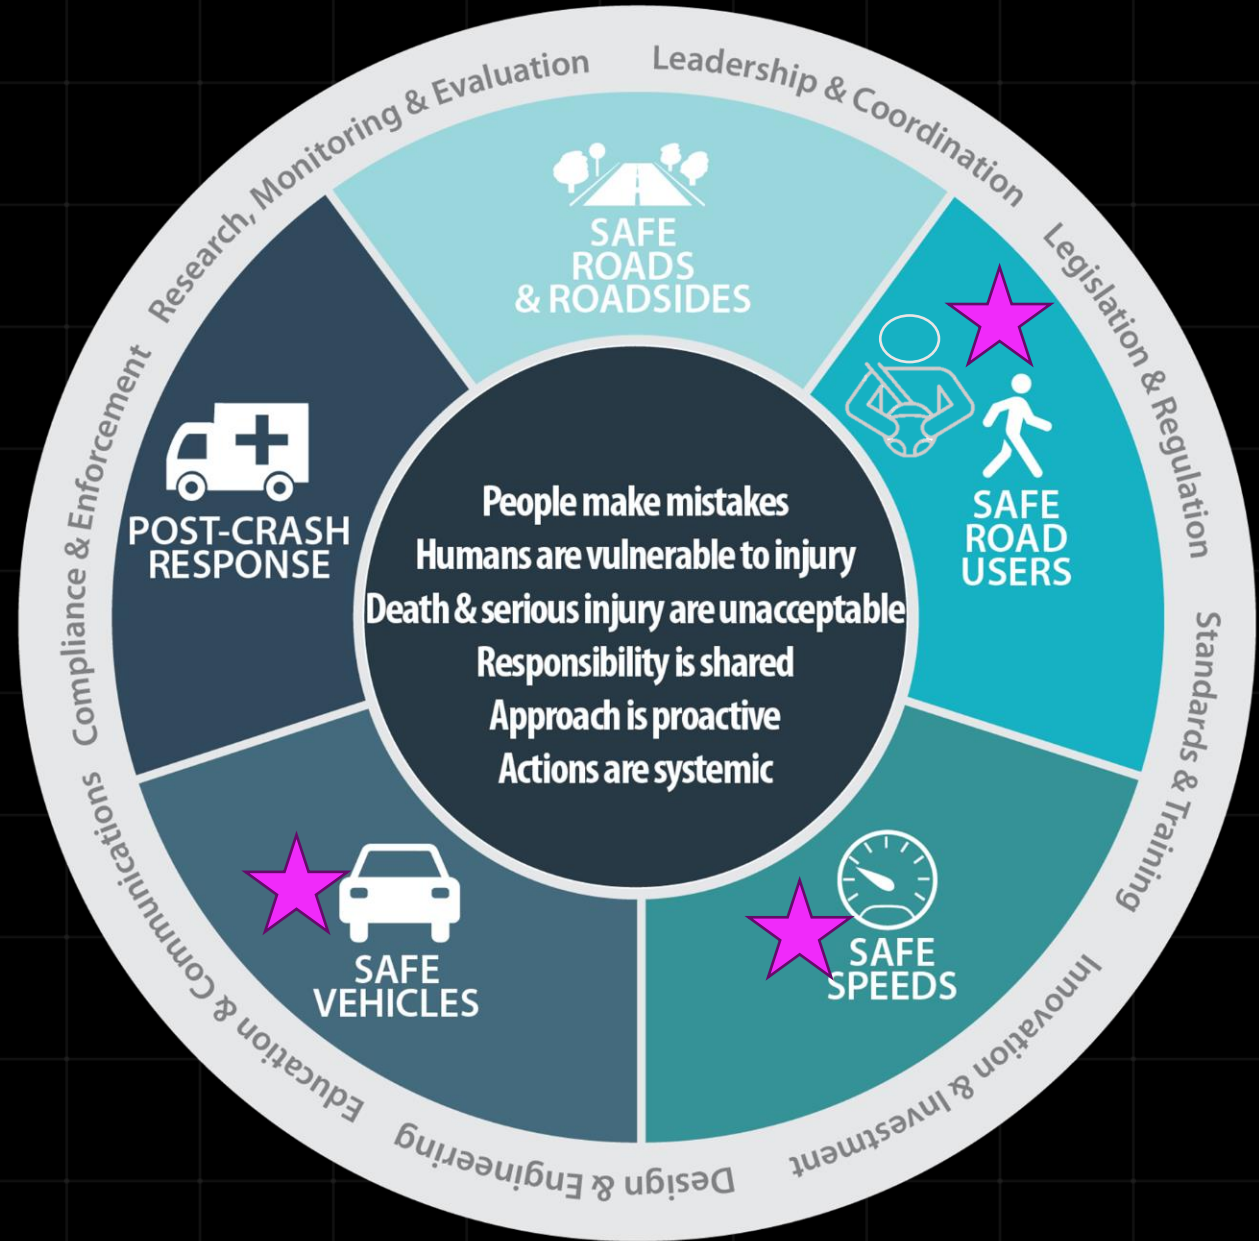 Leadership & Coordination
Legislation & Regulation
Standards & Training
Innovation & Investment
Design & Engineering
Education & Communications
Compliance & Enforcement
Research, Monitoring & Evaluation
SAFE
ROADS
& ROADSIDES
SAFE
ROAD
USERS
SAFE
SPEEDS
SAFE
VEHICLES
POST-CRASH
RESPONSE
People make mistakes
Humans are vulnerable to injury
Death & serious injury are unacceptable
Responsibility is shared
Approach is proactive
Actions are systemic